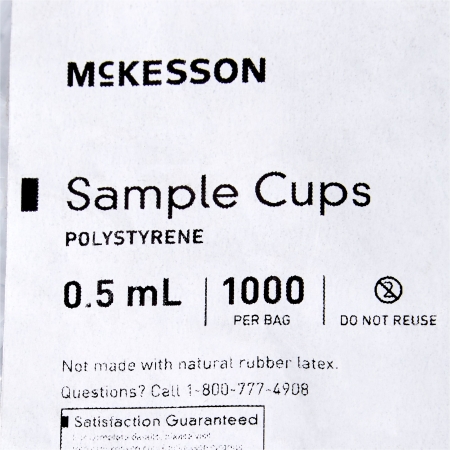 McKESSON
Sample Cups
POLYSTYRENE
0.5 mL | 1000 PER BAG | DO NOT REUSE
Not made with natural rubber latex.
Questions? Call 1-800-777-4908
Satisfaction Guaranteed